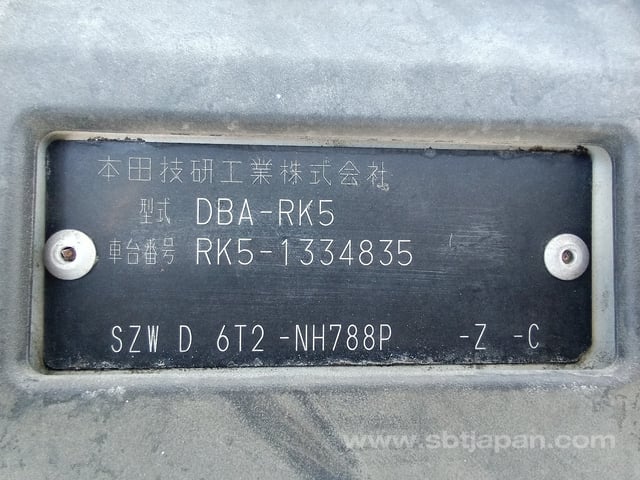 本田技研工業株式会社
型式 DBA-RK5
車台番号 RK5-1334835
SZW D 6T2 -NH788P -Z -C
www.sbtjapan.com